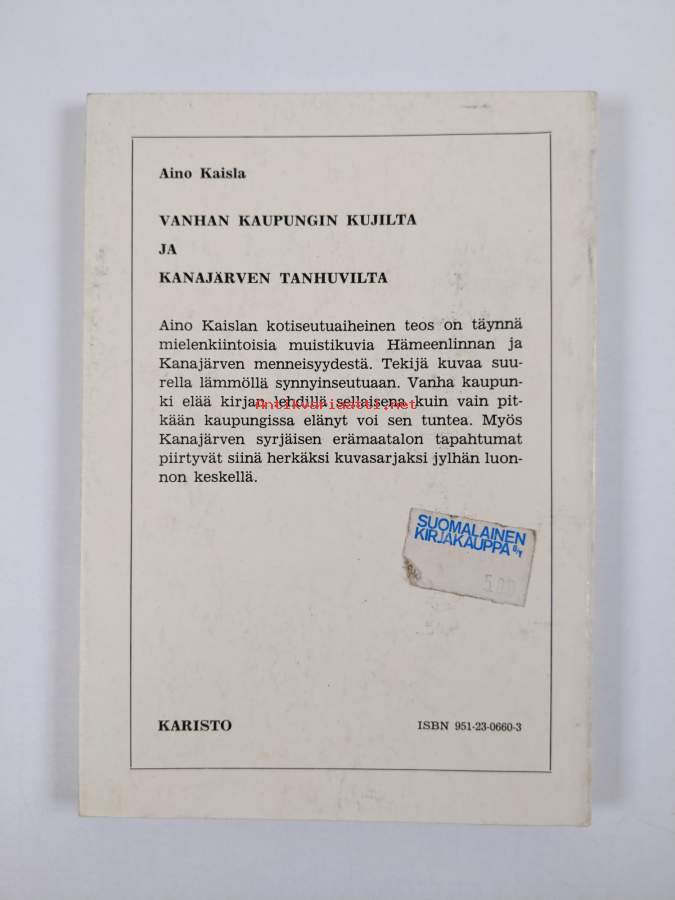 Aino Kaisla
VANHAN KAUPUNGIN KUJILTA
JA
KANAJÄRVEN TANHUVILTA
Aino Kaislan kotiseutuaiheinen teos on täynnä
mielenkiintoisia muistikuvia Hämeenlinnan ja
Kanajärven menneisyydestä. Tekijä kuvaa suu-
rella lämmöllä synnyinseutuaan. Vanha kaupun-
ki elää kirjan lehdillä sellaisena kuin vain pit-
Antikvariaatti.net
kään kaupungissa elänyt voi sen tuntea. Myös
Kanajärven syrjäisen erämaatalon tapahtumat
piirtyvät siinä herkäksi kuvasarjaksi jylhän luon-
non keskellä.
SUOMALAINEN
KIRJAKAUPPA O/Y
KARISTO
ISBN 951-23-0660-3